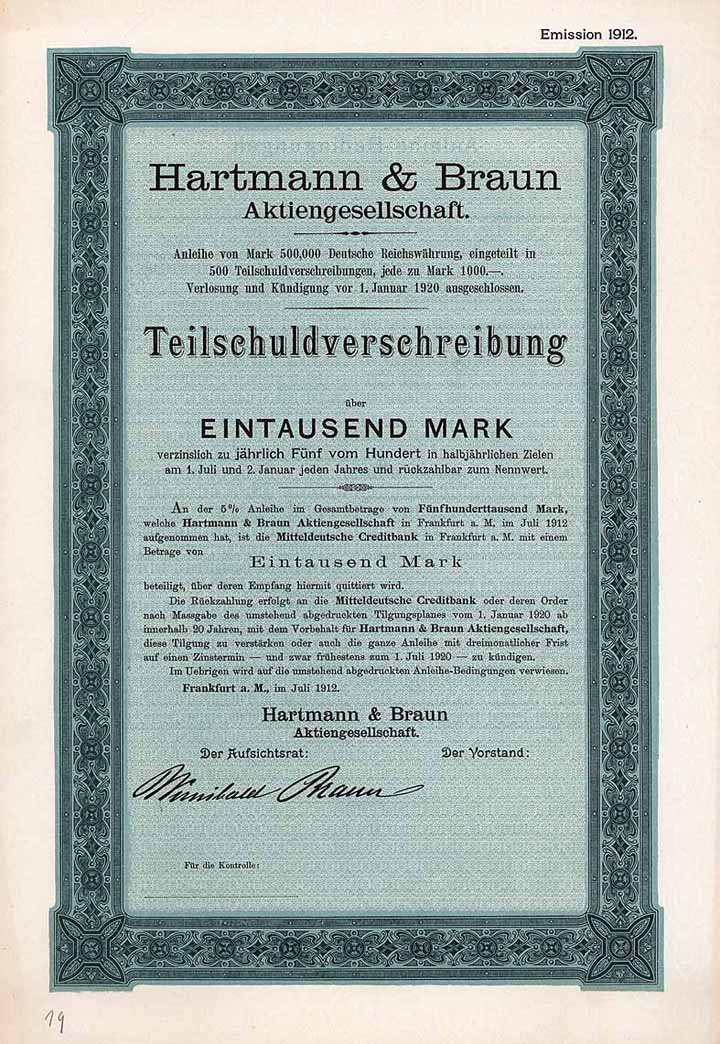 Emission 1912.
Hartmann & Braun
Aktiengesellschaft.
Anleihe von Mark 500,000 Deutsche Reichswährung, eingeteilt in
500 Teilschuldverschreibungen, jede zu Mark 1000.—.
Verlosung und Kündigung vor 1. Januar 1920 ausgeschlossen.
Teilschuldverschreibung
über
EINTAUSEND MARK
verzinslich zu jährlich Fünf vom Hundert in halbjährlichen Zielen
am 1. Juli und 2. Januar jeden Jahres und rückzahlbar zum Nennwert.
An der 5% Anleihe im Gesamtbetrage von Fünfhunderttausend Mark,
welche Hartmann & Braun Aktiengesellschaft in Frankfurt a. M. im Juli 1912
aufgenommen hat, ist die Mitteldeutsche Creditbank in Frankfurt a. M. mit einem
Betrage von
Eintausend Mark
beteiligt, über deren Empfang hiermit quittiert wird.
Die Rückzahlung erfolgt an die Mitteldeutsche Creditbank oder deren Order
nach Massgabe des umstehend abgedruckten Tilgungsplanes vom 1. Januar 1920 ab
innerhalb 20 Jahren, mit dem Vorbehalt für Hartmann & Braun Aktiengesellschaft,
diese Tilgung zu verstärken oder auch die ganze Anleihe mit dreimonatlicher Frist
auf einen Zinstermin — und zwar frühestens zum 1. Juli 1920 — zu kündigen.
Im Uebrigen wird auf die umstehend abgedruckten Anleihe-Bedingungen verwiesen.
Frankfurt a. M., im Juli 1912.
Hartmann & Braun
Aktiengesellschaft.
Der Aufsichtsrat: Der Vorstand:
Wunibald Braun
Für die Kontrolle:
19